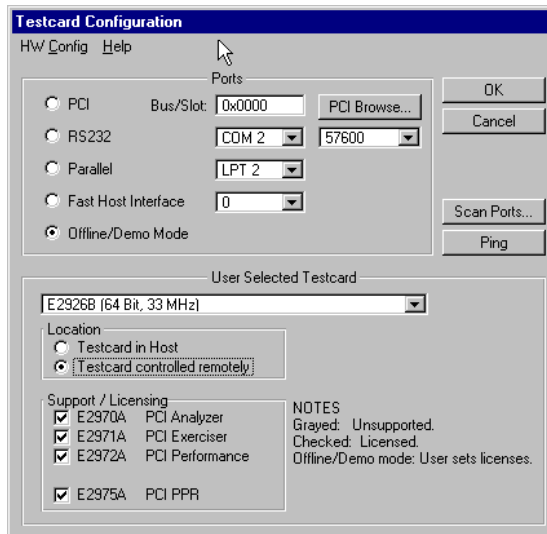 Testcard Configuration
HW Config Help
Ports
PCI Bus/Slot: 0x0000 PCI Browse...
RS232 COM 2 57600
Parallel LPT 2
Fast Host Interface 0
Offline/Demo Mode
OK
Cancel
Scan Ports...
Ping
User Selected Testcard
E2926B (64 Bit, 33 MHz)
Location
Testcard in Host
Testcard controlled remotely
Support / Licensing
E2970A PCI Analyzer
E2971A PCI Exerciser
E2972A PCI Performance
E2975A PCI PPR
NOTES
Grayed: Unsupported.
Checked: Licensed.
Offline/Demo mode: User sets licenses.